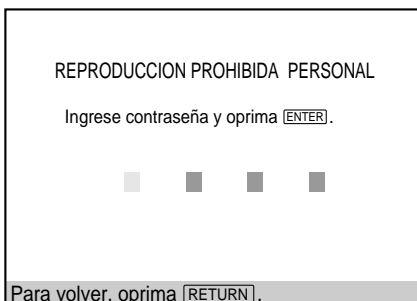 REPRODUCCION PROHIBIDA PERSONAL
Ingrese contraseña y oprima ENTER.
Para volver, oprima RETURN.